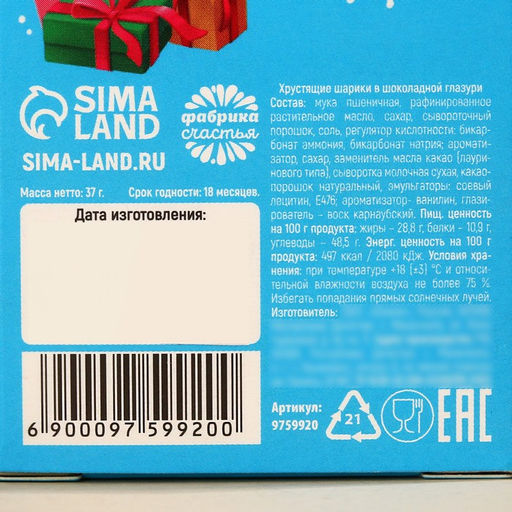 SIMA
LAND
фабрика
счастья
SIMA-LAND.RU
Масса нетто: 37 г.
Срок годности: 18 месяцев.
Дата изготовления:
Хрустящие шарики в шоколадной глазури
Состав: мука пшеничная, рафинированное
растительное масло, сахар, сывороточный
порошок, соль, регулятор кислотности: бикар-
бонат аммония, бикарбонат натрия; аромати-
затор, сахар, заменитель масла какао (лаури-
нового типа), сыворотка молочная сухая, какао-
порошок натуральный, эмульгаторы: соевый
лецитин, Е476; ароматизатор- ванилин, глази-
рователь - воск карнаубский. Пищ. ценность
на 100 г продукта: жиры – 28,8 г, белки - 10,9 г,
углеводы – 48,5 г. Энерг. ценность на 100 г
продукта: 497 ккал / 2080 кДж. Условия хра-
нения: при температуре +18 (±3) °С и относи-
тельной влажности воздуха не более 75 %.
Избегать попадания прямых солнечных лучей.
Изготовитель:
6 900097 599200
Артикул:
9759920
21
EAC